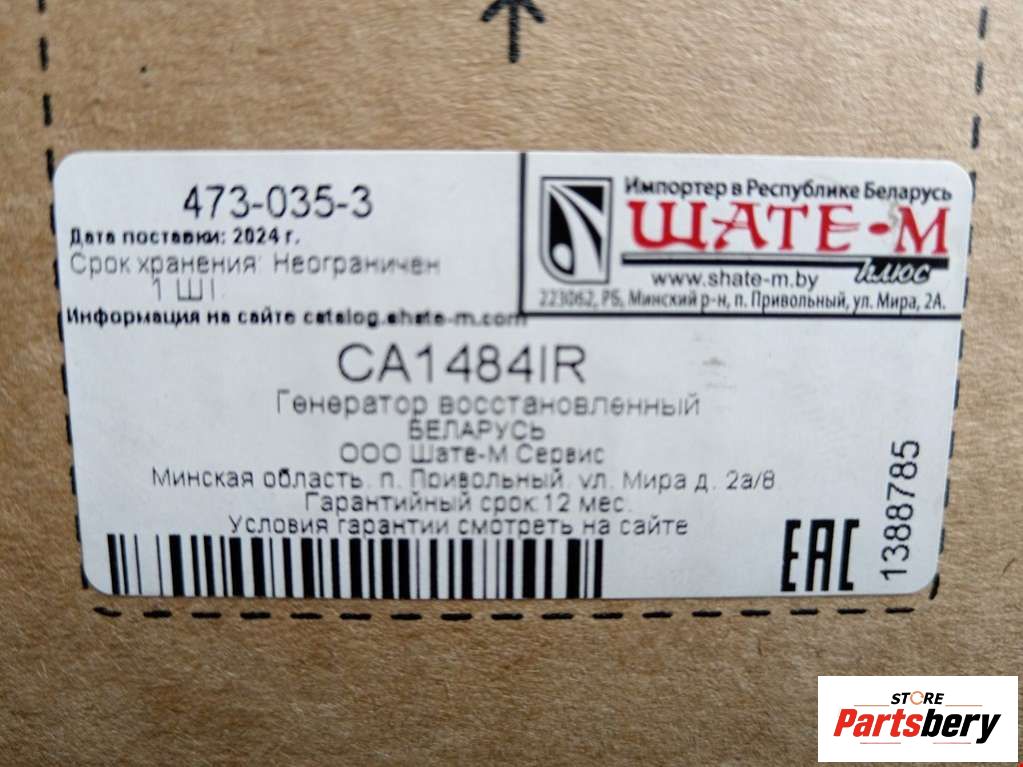 473-035-3
Дата поставки: 2024 г.
Срок хранения: Неограничен
1 ШТ.
Информация на сайте catalog.shate-m.com
Импортер в Республике Беларусь
ШАТЕ-М
плюс
www.shate-m.by
223062, РБ, Минский р-н, п. Привольный, ул. Мира, 2А.
CA1484IR
Генератор восстановленный
БЕЛАРУСЬ
ООО Шате-М Сервис
Минская область, п. Привольный, ул. Мира д. 2а/8
Гарантийный срок 12 мес.
Условия гарантии смотреть на сайте
EAC
1388785
STORE
Partsbery